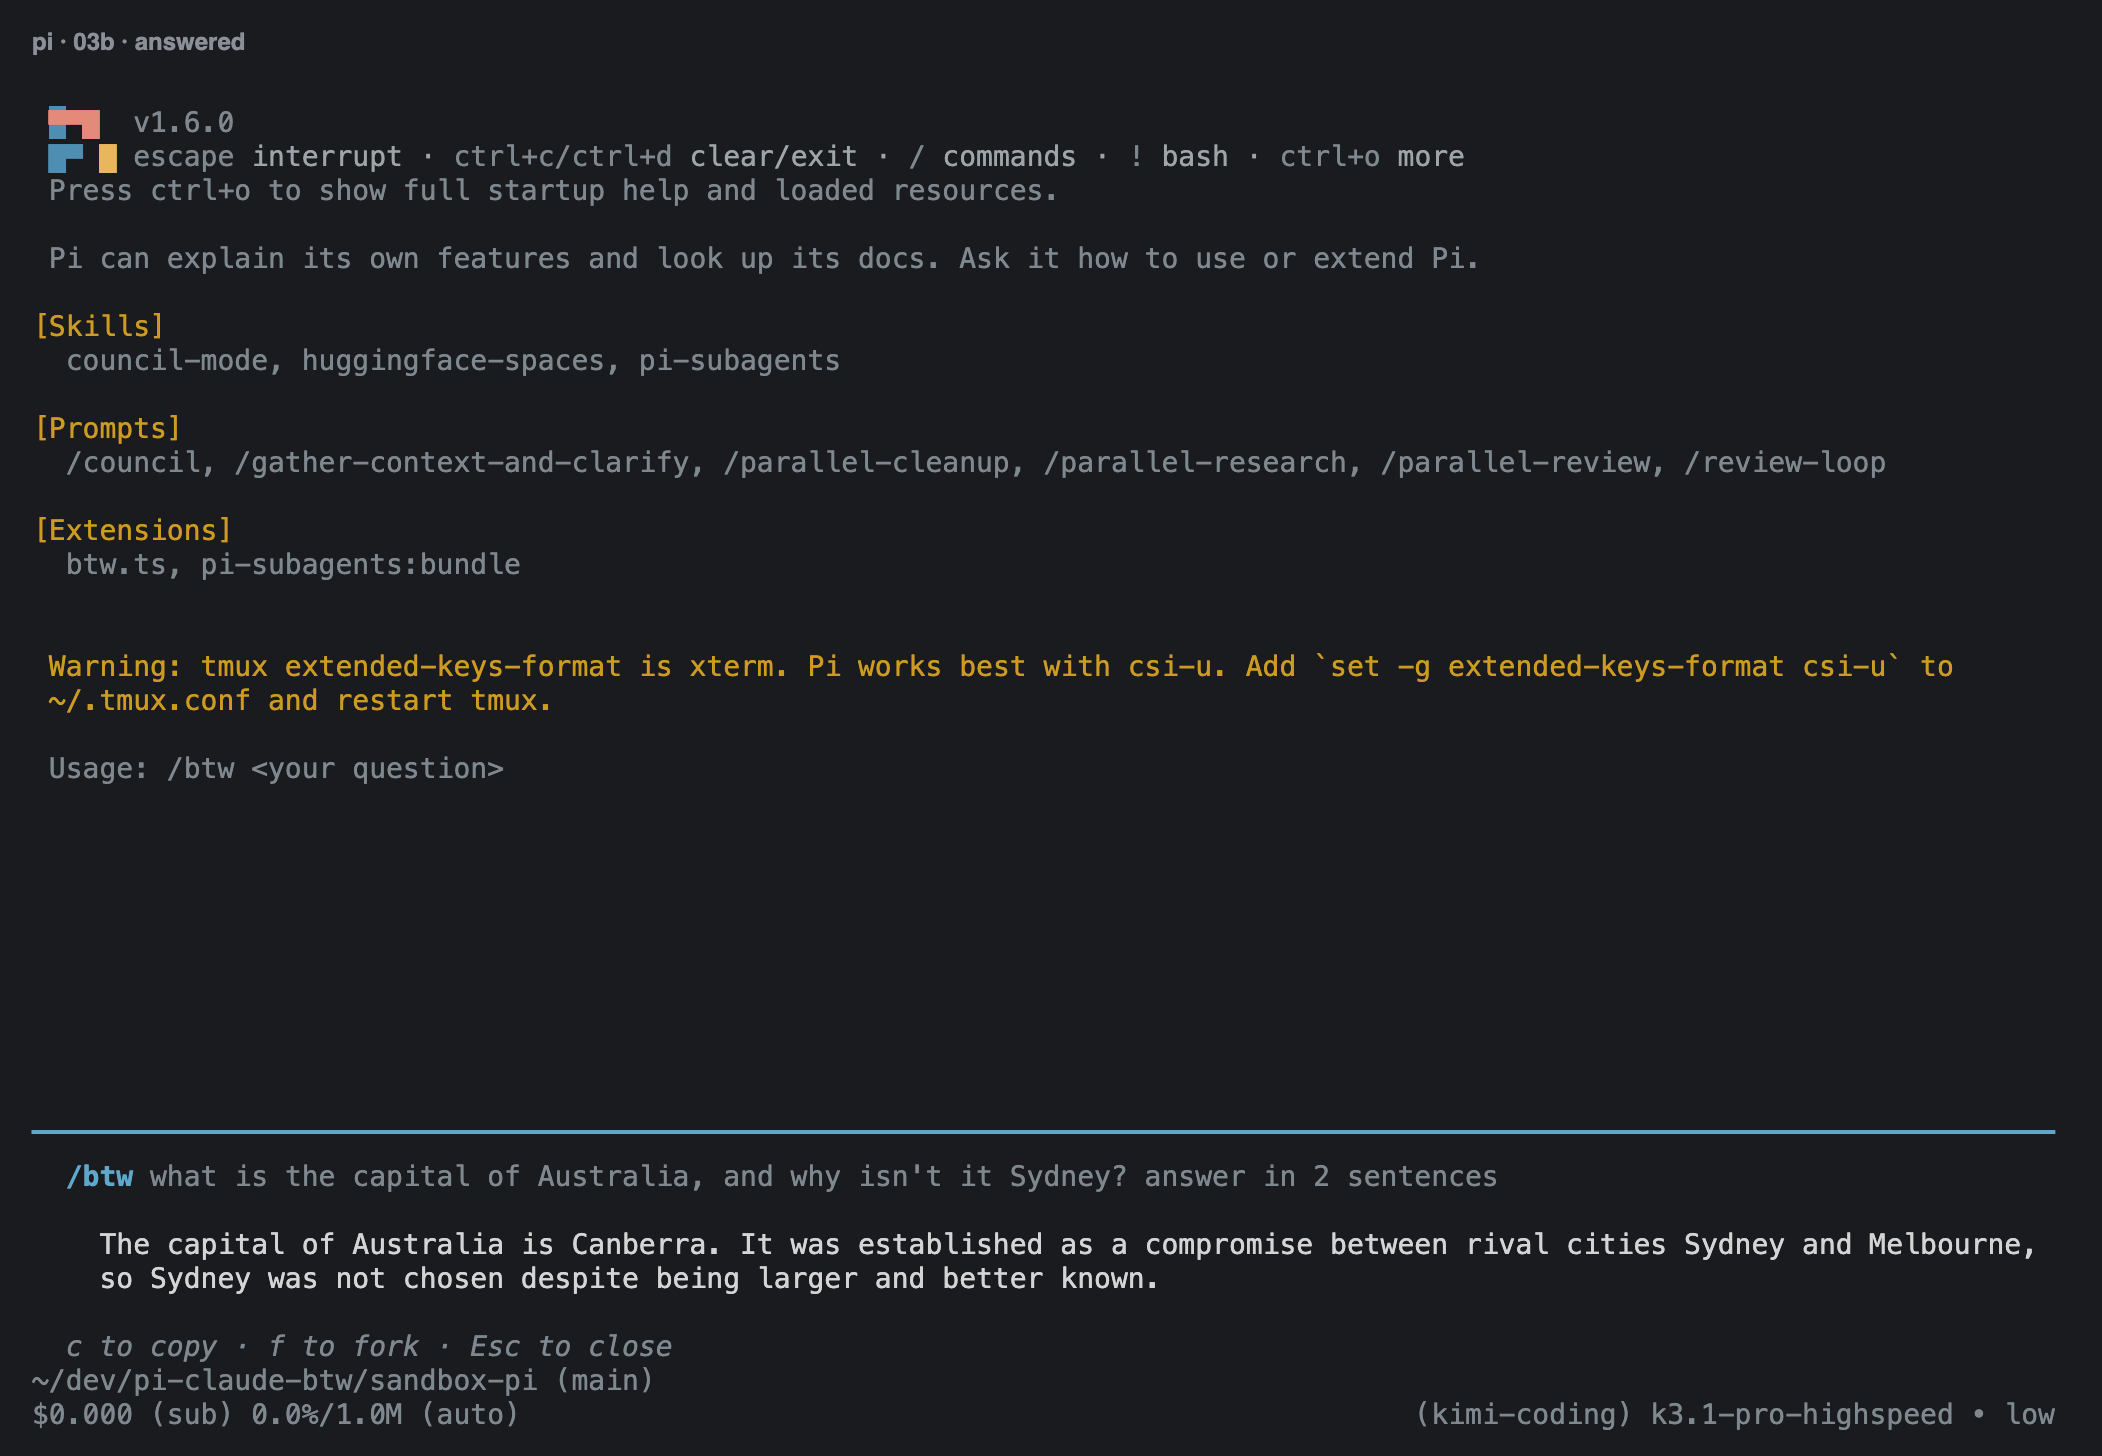 pi · 03b · answered
v1.6.0
escape interrupt · ctrl+c/ctrl+d clear/exit · / commands · ! bash · ctrl+o more
Press ctrl+o to show full startup help and loaded resources.
Pi can explain its own features and look up its docs. Ask it how to use or extend Pi.
[Skills]
council-mode, huggingface-spaces, pi-subagents
[Prompts]
/council, /gather-context-and-clarify, /parallel-cleanup, /parallel-research, /parallel-review, /review-loop
[Extensions]
btw.ts, pi-subagents:bundle
Warning: tmux extended-keys-format is xterm. Pi works best with csi-u. Add `set -g extended-keys-format csi-u` to
~/.tmux.conf and restart tmux.
Usage: /btw <your question>
/btw what is the capital of Australia, and why isn't it Sydney? answer in 2 sentences
The capital of Australia is Canberra. It was established as a compromise between rival cities Sydney and Melbourne,
so Sydney was not chosen despite being larger and better known.
c to copy · f to fork · Esc to close
~/dev/pi-claude-btw/sandbox-pi (main)
$0.000 (sub) 0.0%/1.0M (auto) (kimi-coding) k3.1-pro-highspeed • low